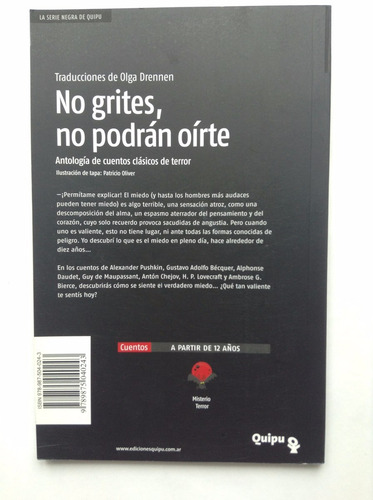 LA SERIE NEGRA DE QUIPU
Traducciones de Olga Drennen
No grites,
no podrán oírte
Antología de cuentos clásicos de terror
Ilustración de tapa: Patricio Oliver
—¡Permítame explicar! El miedo (y hasta los hombres más audaces
pueden tener miedo) es algo terrible, una sensación atroz, como una
descomposición del alma, un espasmo aterrador del pensamiento y del
corazón, cuyo solo recuerdo provoca sacudidas de angustia. Pero cuando
uno es valiente, esto no tiene lugar, ni ante todas las formas conocidas de
peligro. Yo descubrí lo que es el miedo en pleno día, hace alrededor de
diez años...
En los cuentos de Alexander Pushkin, Gustavo Adolfo Bécquer, Alphonse
Daudet, Guy de Maupassant, Antón Chejov, H. P. Lovecraft y Ambrose G.
Bierce, descubrirás cómo se siente el verdadero miedo... ¿Qué tan valiente
te sentís hoy?
Cuentos
A PARTIR DE 12 AÑOS
Misterio
Terror
ISBN 978-987-504-024-3
9789875040243
www.edicionesquipu.com.ar
Quipu